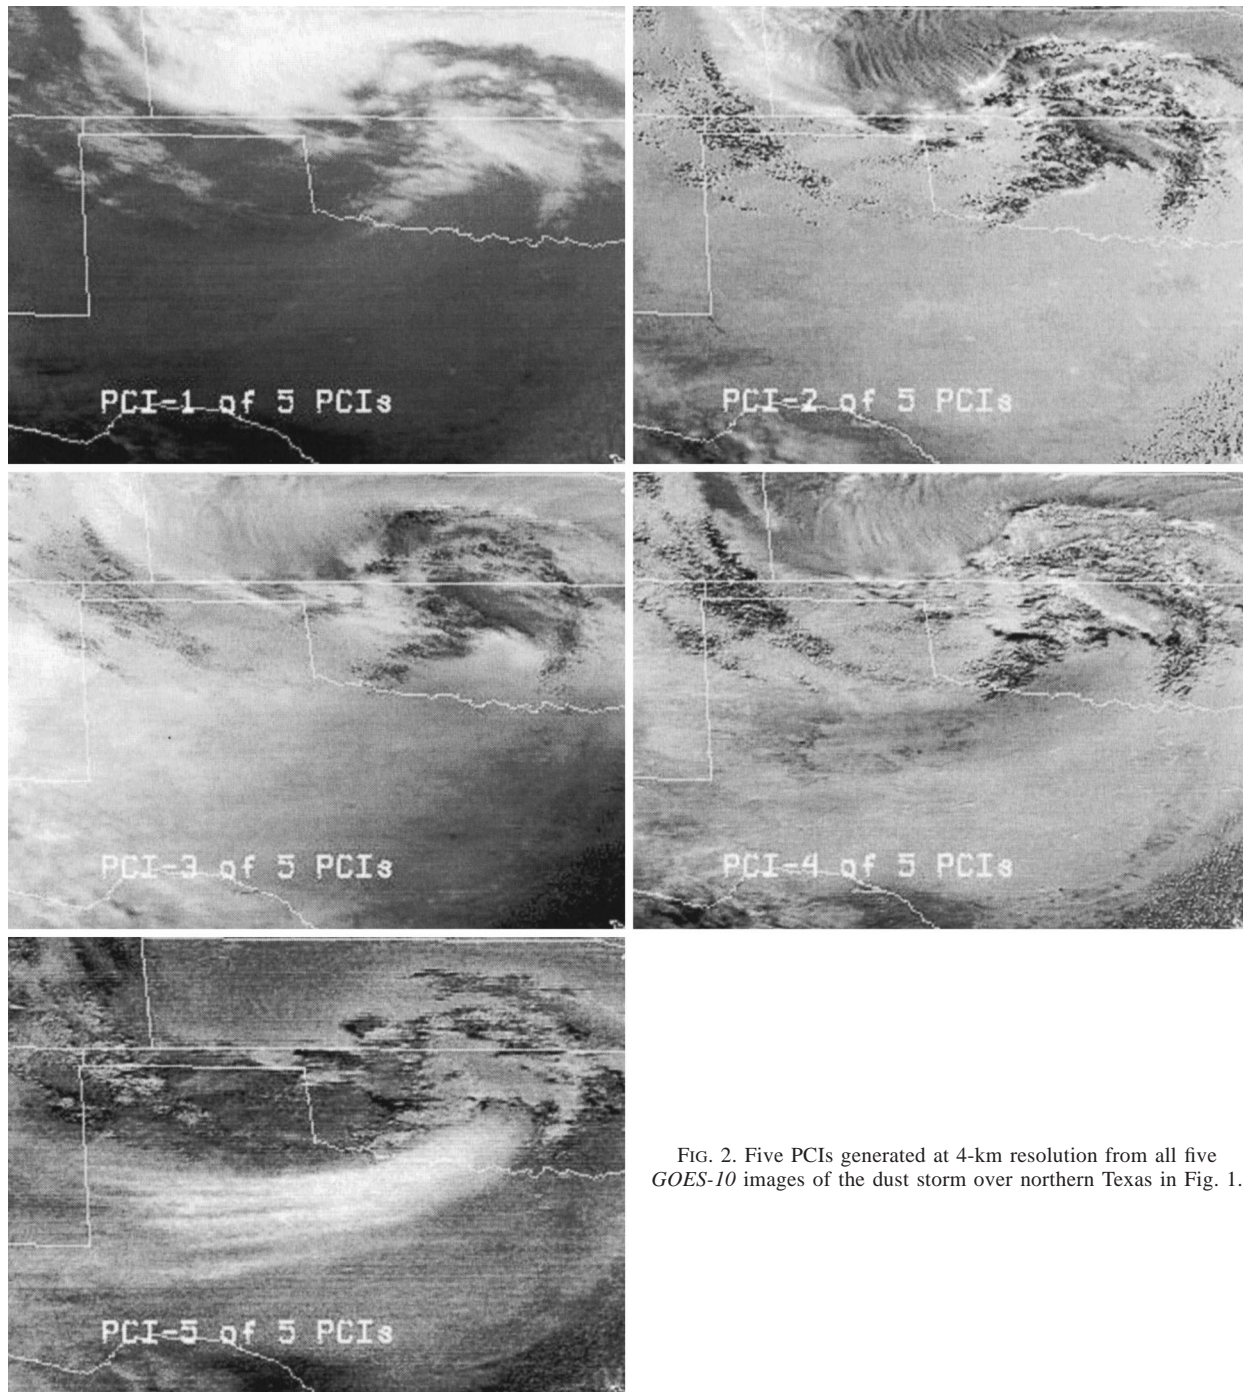 PCI-1 of 5 PCIs
PCI-2 of 5 PCIs
PCI-3 of 5 PCIs
PCI-4 of 5 PCIs
PCI-5 of 5 PCIs
FIG. 2. Five PCIs generated at 4-km resolution from all five
GOES-10 images of the dust storm over northern Texas in Fig. 1.